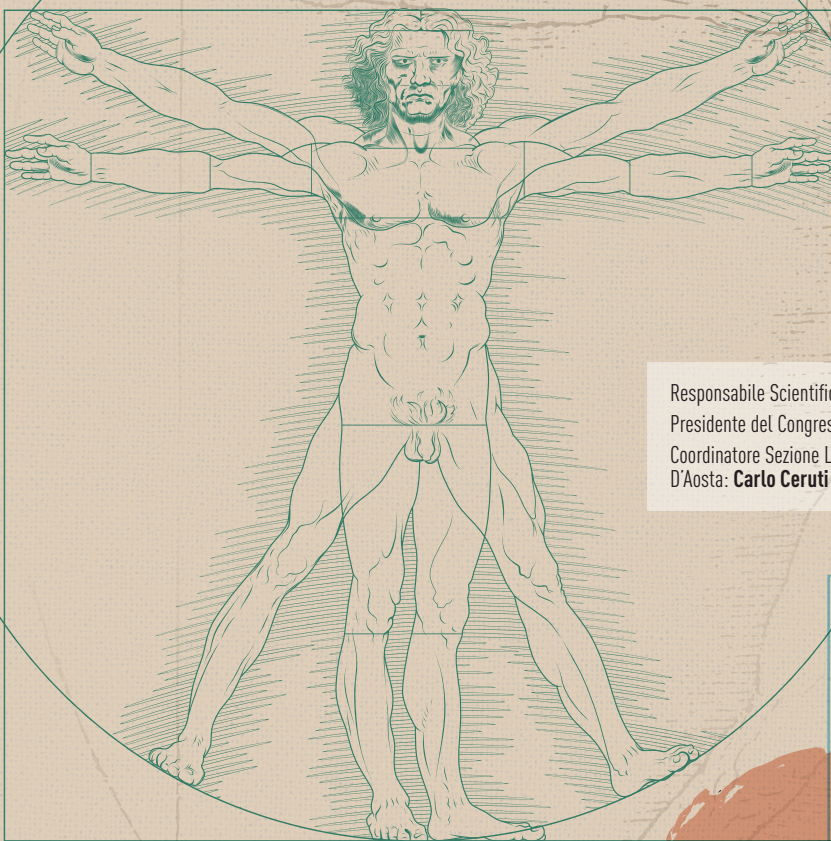 Responsabile Scientific
Presidente del Congres
Coordinatore Sezione L
D'Aosta: Carlo Ceruti